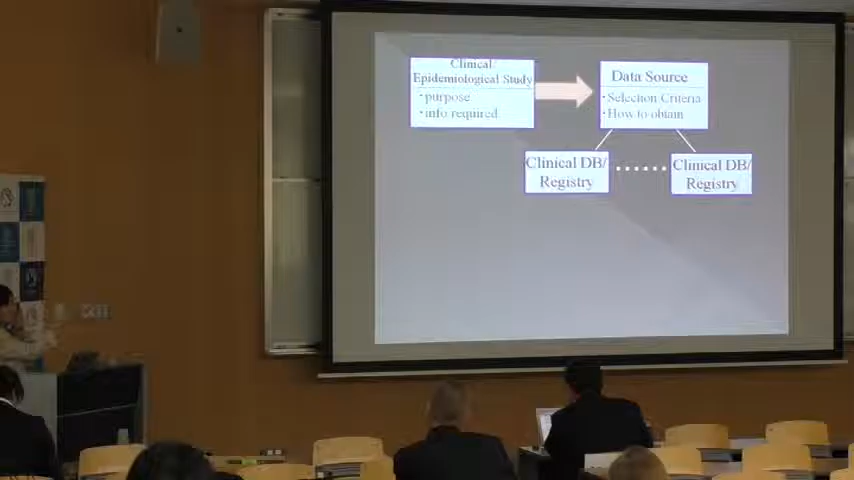 Clinical/
Epidemiological Study
・purpose
・info required
Data Source
・Selection Criteria
・How to obtain
Clinical DB/
Registry
Clinical DB/
Registry